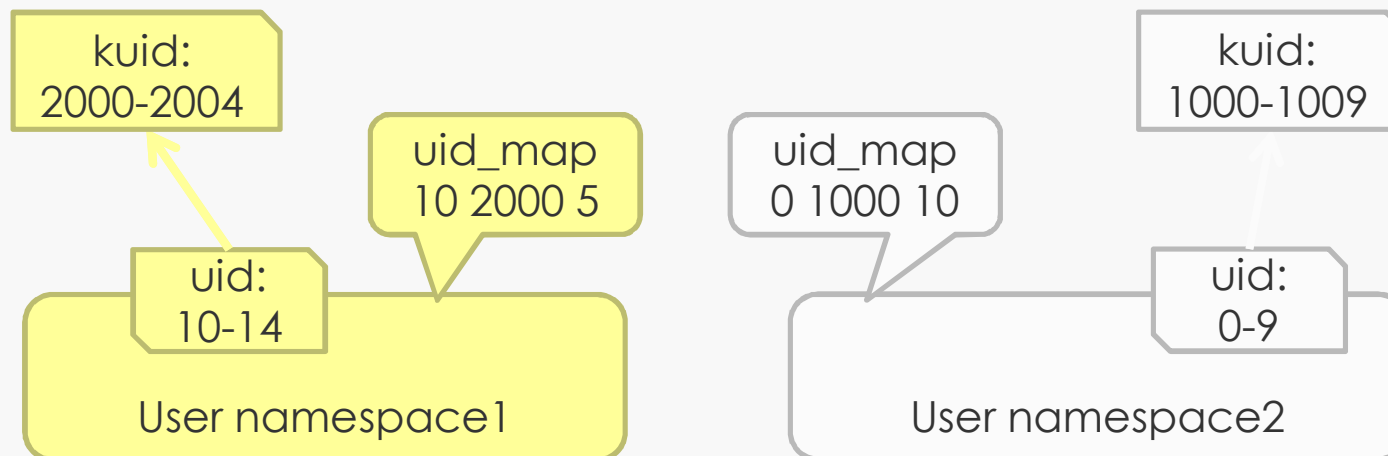 kuid:
2000-2004
uid_map
10 2000 5
uid:
10-14
User namespace1
kuid:
1000-1009
uid_map
0 1000 10
uid:
0-9
User namespace2